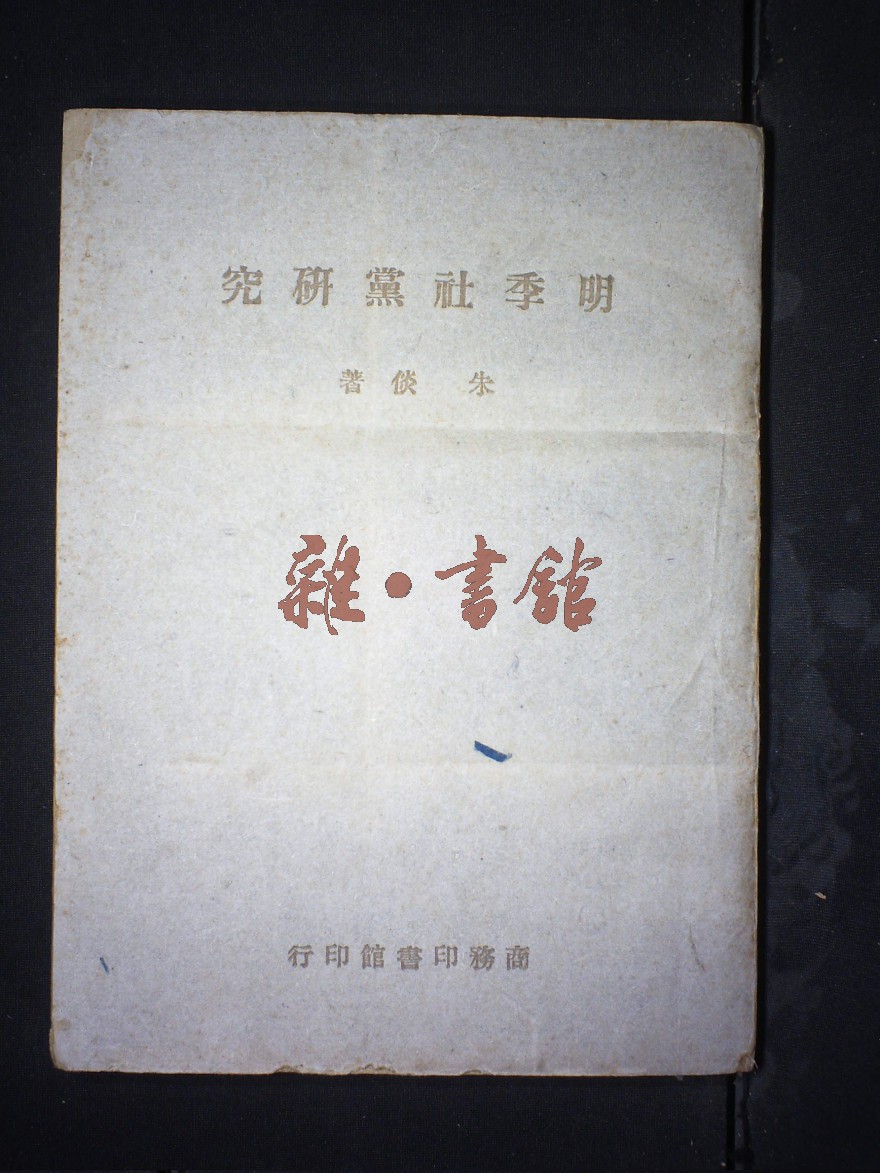 明季社黨研究
朱倓著
雜·書館
商務印書館印行